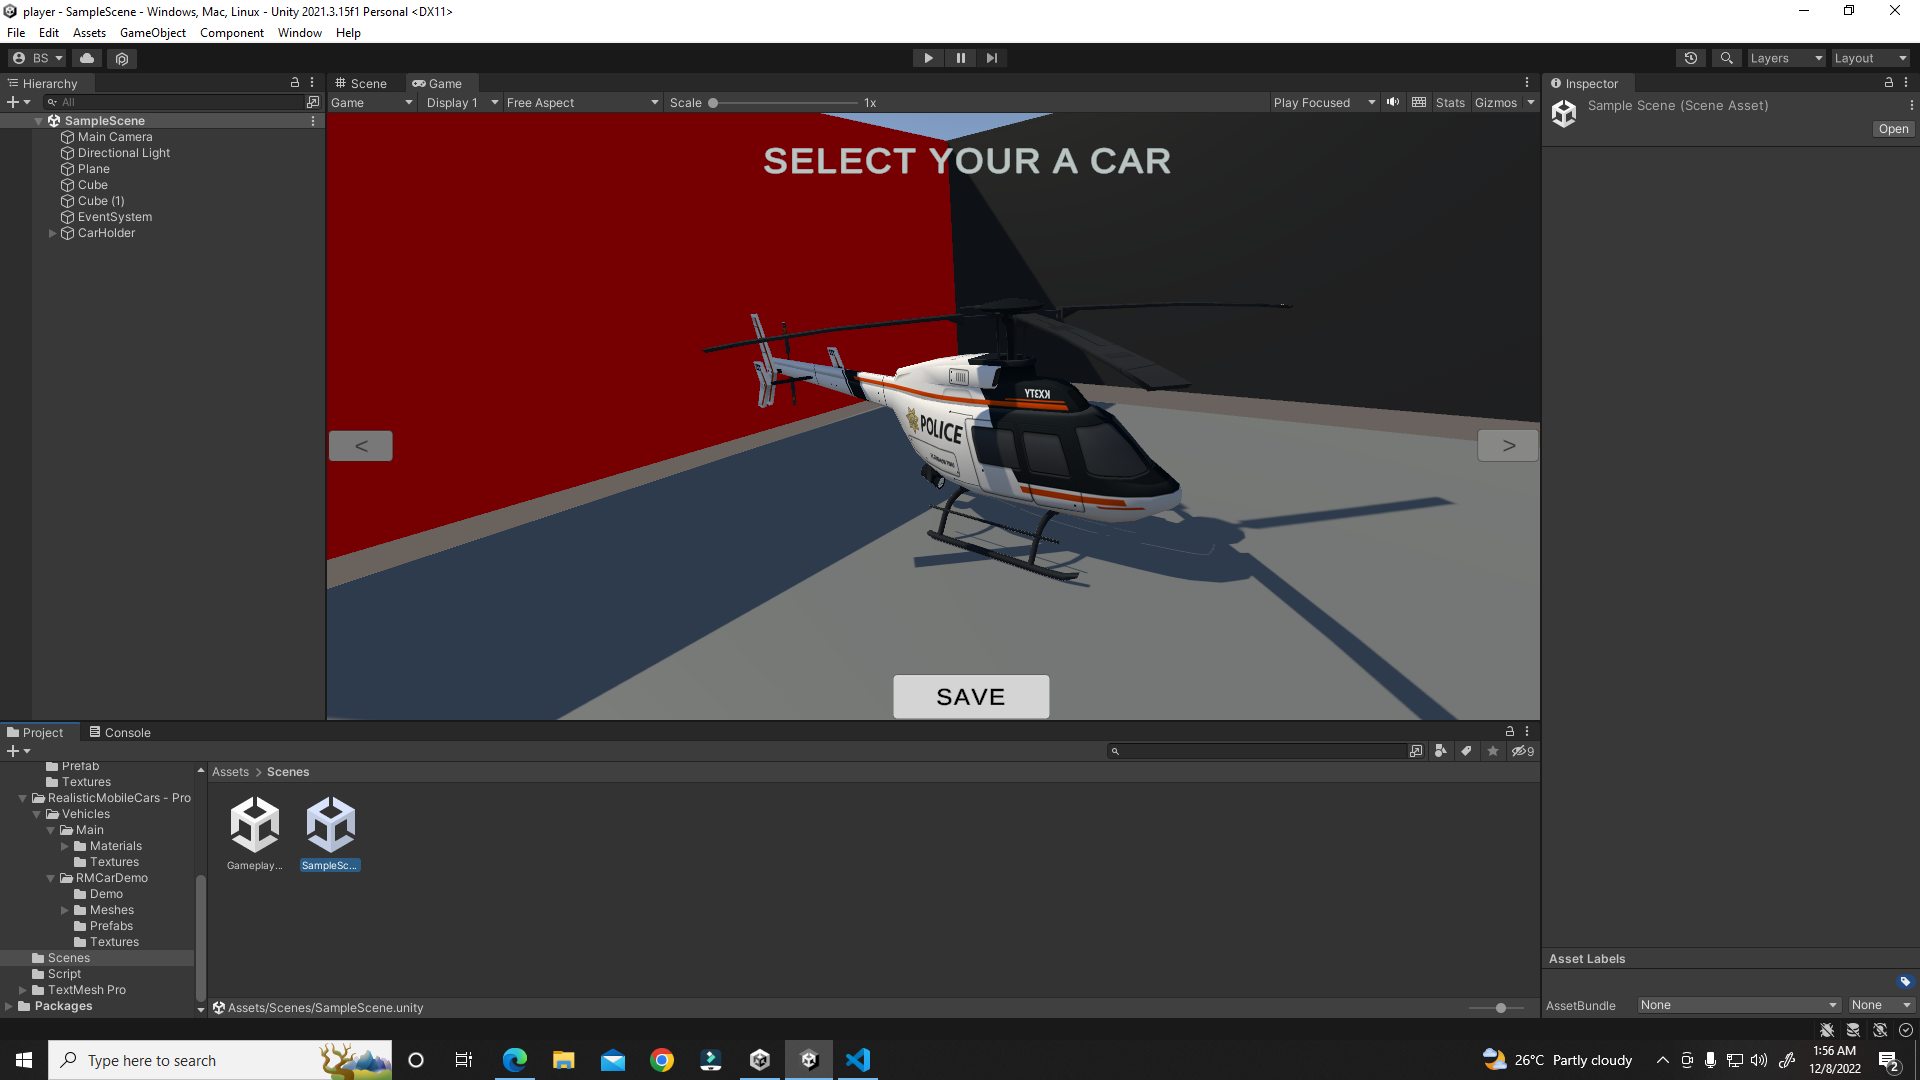 player - SampleScene - Windows, Mac, Linux - Unity 2021.3.15f1 Personal <DX11>
File Edit Assets GameObject Component Window Help
BS Layers Layout
Hierarchy
All
SampleScene
Main Camera
Directional Light
Plane
Cube
Cube (1)
EventSystem
CarHolder
Scene Game
Game Display 1 Free Aspect Scale 1x Play Focused Stats Gizmos
SELECT YOUR A CAR
POLICE
<
>
SAVE
Inspector
Sample Scene (Scene Asset)
Open
Project Console
9
Prefab
Textures
RealisticMobileCars - Pro
Vehicles
Main
Materials
Textures
RMCarDemo
Demo
Meshes
Prefabs
Textures
Scenes
Script
TextMesh Pro
Packages
Assets > Scenes
Gameplay... SampleSc...
Assets/Scenes/SampleScene.unity
Asset Labels
AssetBundle None None
Type here to search
26°C Partly cloudy
1:56 AM
12/8/2022
2